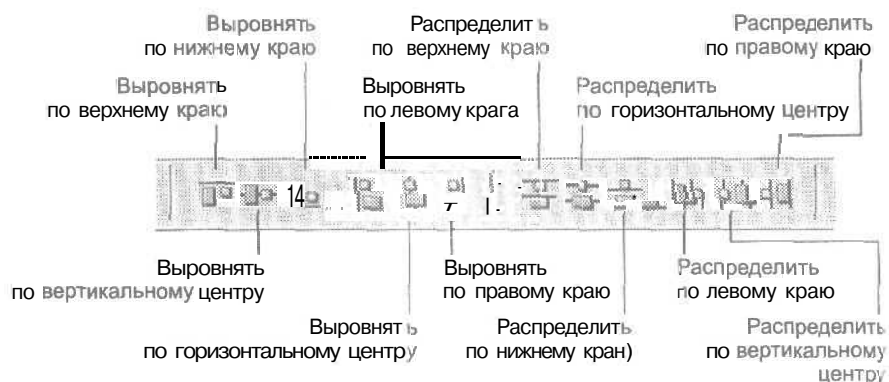 Выровнять
по нижнему краю
Распределит ь
по верхнему краю
Распределить
по правому краю
Выровнять
по верхнему краю
Выровнять
по левому крага
Распределить
по горизонтальному центру
14
Выровнять
по вертикальному центру
Выровнять
по правому краю
Распределить
по левому краю
Выровнят ь
по горизонтальному центру
Распределить
по нижнему кран)
Распределить
по вертикальному
центру